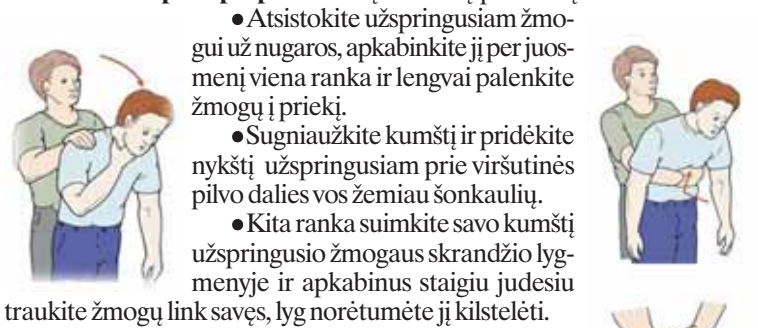 ●Atsistokite užspringusiam žmo-
gui už nugaros, apkabinkite jį per juos-
menį viena ranka ir lengvai palenkite
žmogų į priekį.
●Sugniaužkite kumštį ir pridėkite
nykštį užspringusiam prie viršutinės
pilvo dalies vos žemiau šonkaulių.
●Kita ranka suimkite savo kumštį
užspringusio žmogaus skrandžio lyg-
menyje ir apkabinus staigiu judesiu
traukite žmogų link savęs, lyg norėtumėte jį kilstelėti.